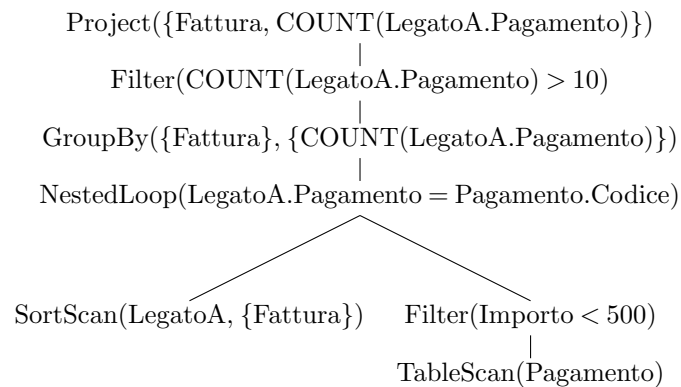 Project({Fattura, COUNT(LegatoA.Pagamento)})
Filter(COUNT(LegatoA.Pagamento) > 10)
GroupBy({Fattura}, {COUNT(LegatoA.Pagamento)})
NestedLoop(LegatoA.Pagamento = Pagamento.Codice)
SortScan(LegatoA, {Fattura})
Filter(Importo < 500)
TableScan(Pagamento)